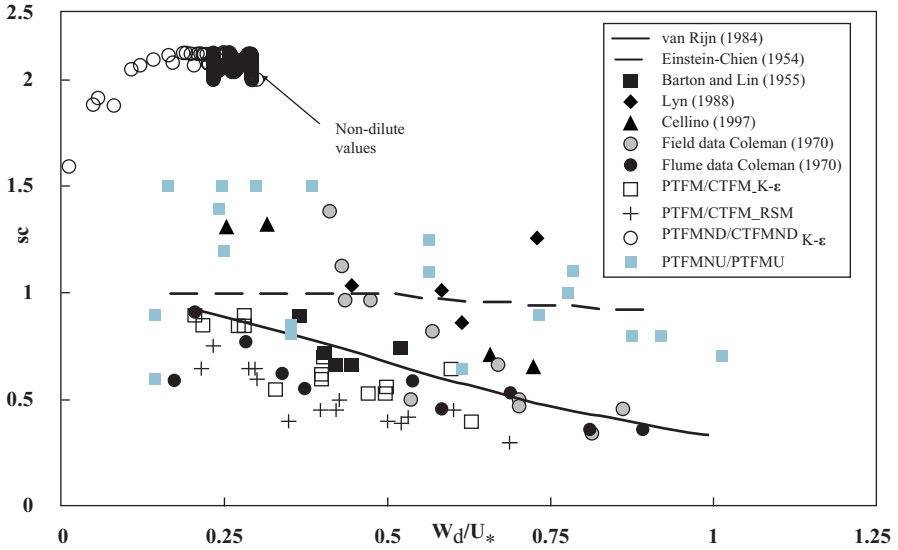 2.5
2
1.5
1
0.5
0
sc
0
0.25
0.5
0.75
1
1.25
Wd/U*
Non-dilute
values
van Rijn (1984)
Einstein-Chien (1954)
Barton and Lin (1955)
Lyn (1988)
Cellino (1997)
Field data Coleman (1970)
Flume data Coleman (1970)
PTFM/CTFM_K-ε
PTFM/CTFM_RSM
PTFMND/CTFMND K-ε
PTFMNU/PTFMU